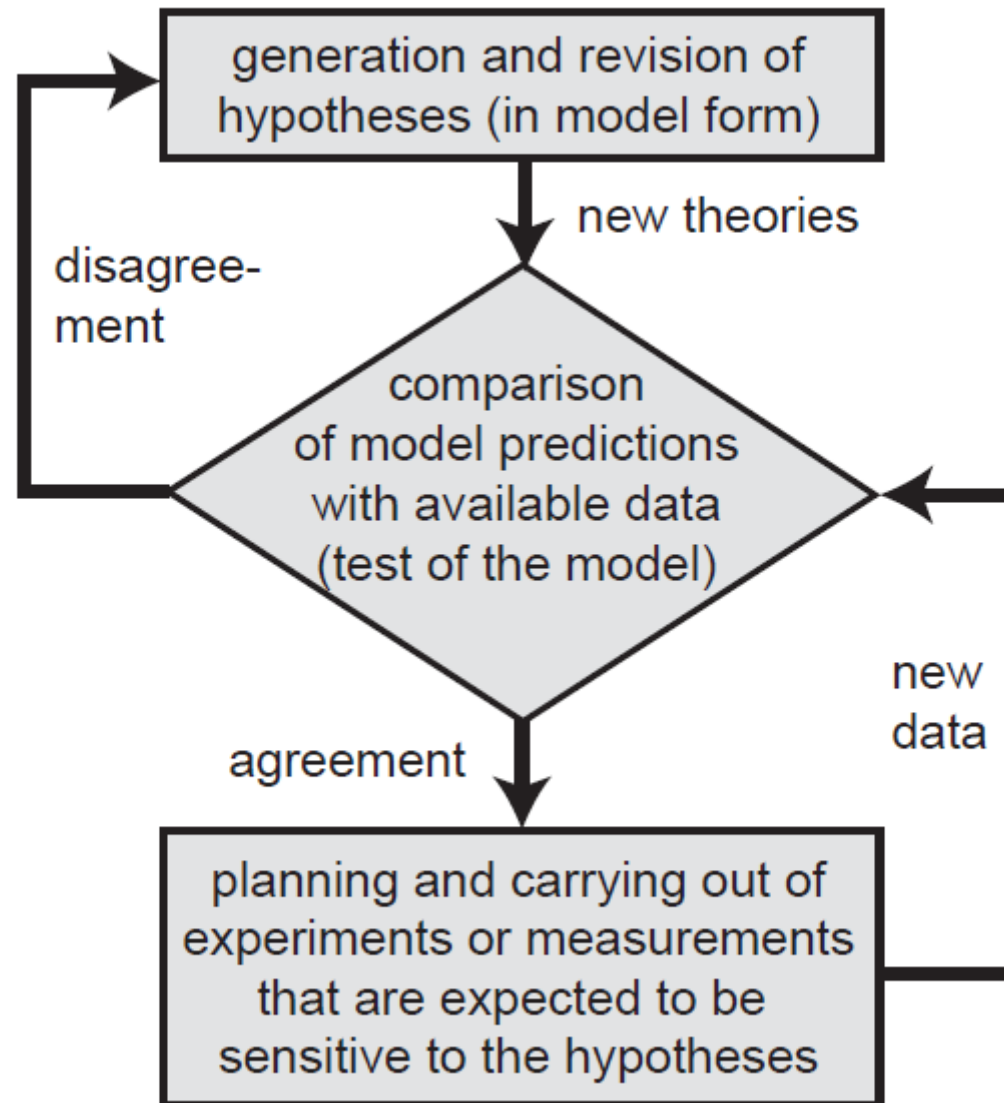 generation and revision of
hypotheses (in model form)
new theories
disagree-
ment
comparison
of model predictions
with available data
(test of the model)
new
data
agreement
planning and carrying out of
experiments or measurements
that are expected to be
sensitive to the hypotheses